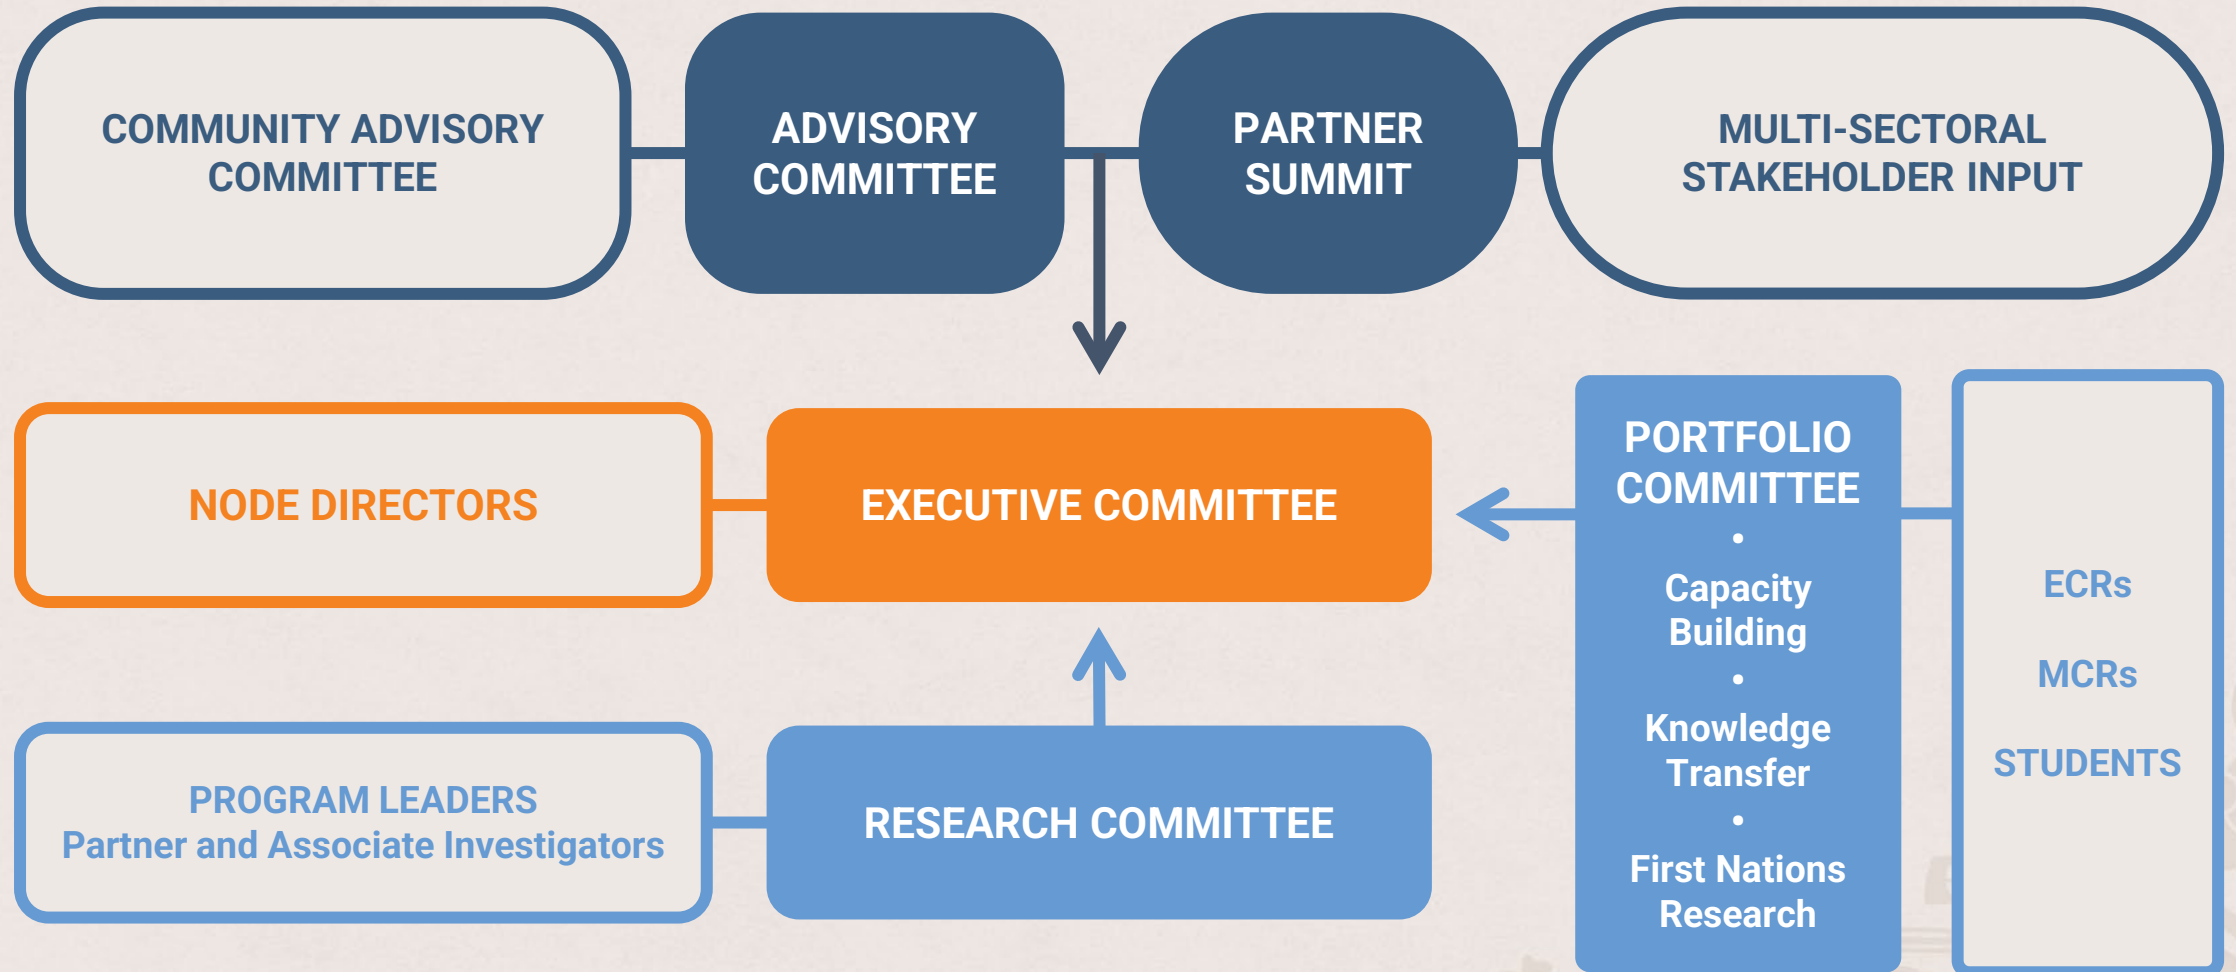 COMMUNITY ADVISORY
COMMITTEE
ADVISORY
COMMITTEE
PARTNER
SUMMIT
MULTI-SECTORAL
STAKEHOLDER INPUT
NODE DIRECTORS
EXECUTIVE COMMITTEE
PORTFOLIO
COMMITTEE
•
Capacity
Building
•
Knowledge
Transfer
•
First Nations
Research
ECRs
MCRs
STUDENTS
PROGRAM LEADERS
Partner and Associate Investigators
RESEARCH COMMITTEE